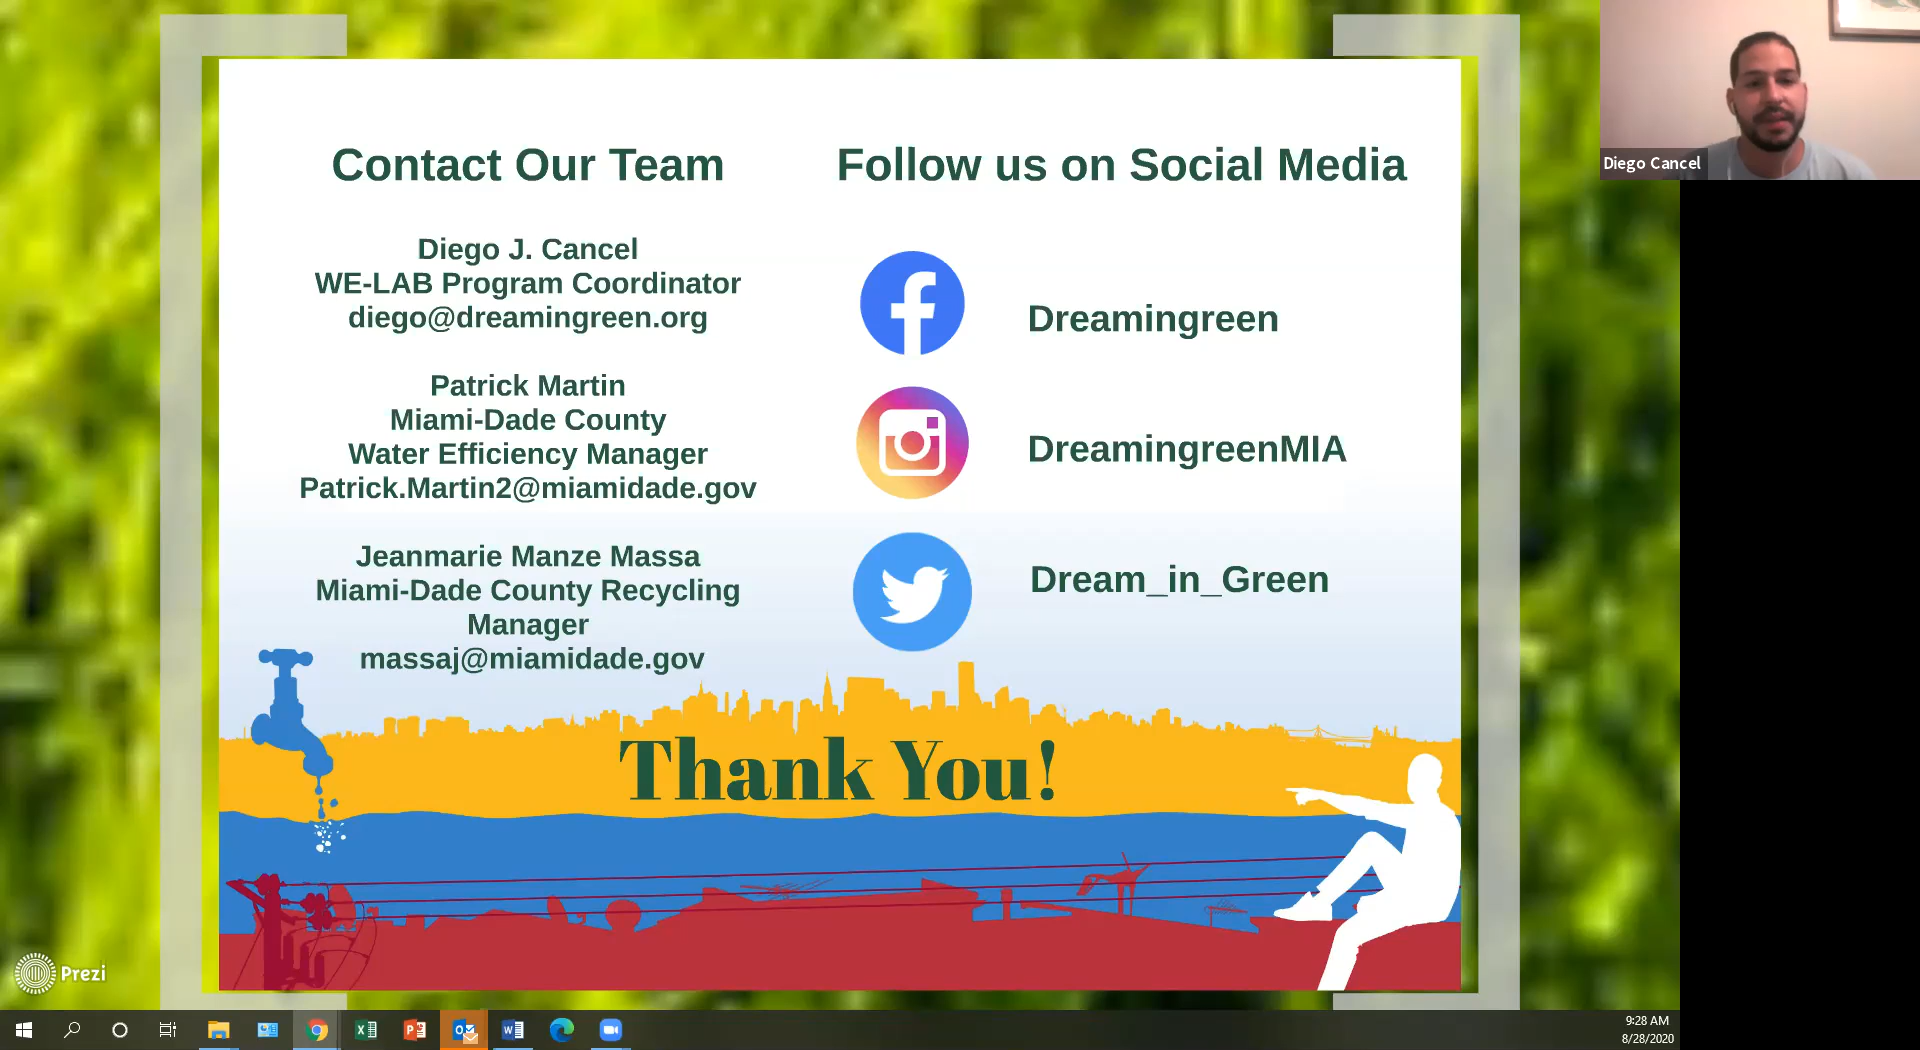 Contact Our Team
Diego J. Cancel
WE-LAB Program Coordinator
diego@dreamingreen.org
Patrick Martin
Miami-Dade County
Water Efficiency Manager
Patrick.Martin2@miamidade.gov
Jeanmarie Manze Massa
Miami-Dade County Recycling
Manager
massaj@miamidade.gov
Follow us on Social Media
Dreamingreen
DreamingreenMIA
Dream_in_Green
Thank You!
Diego Cancel
Prezi
9:28 AM
8/28/2020